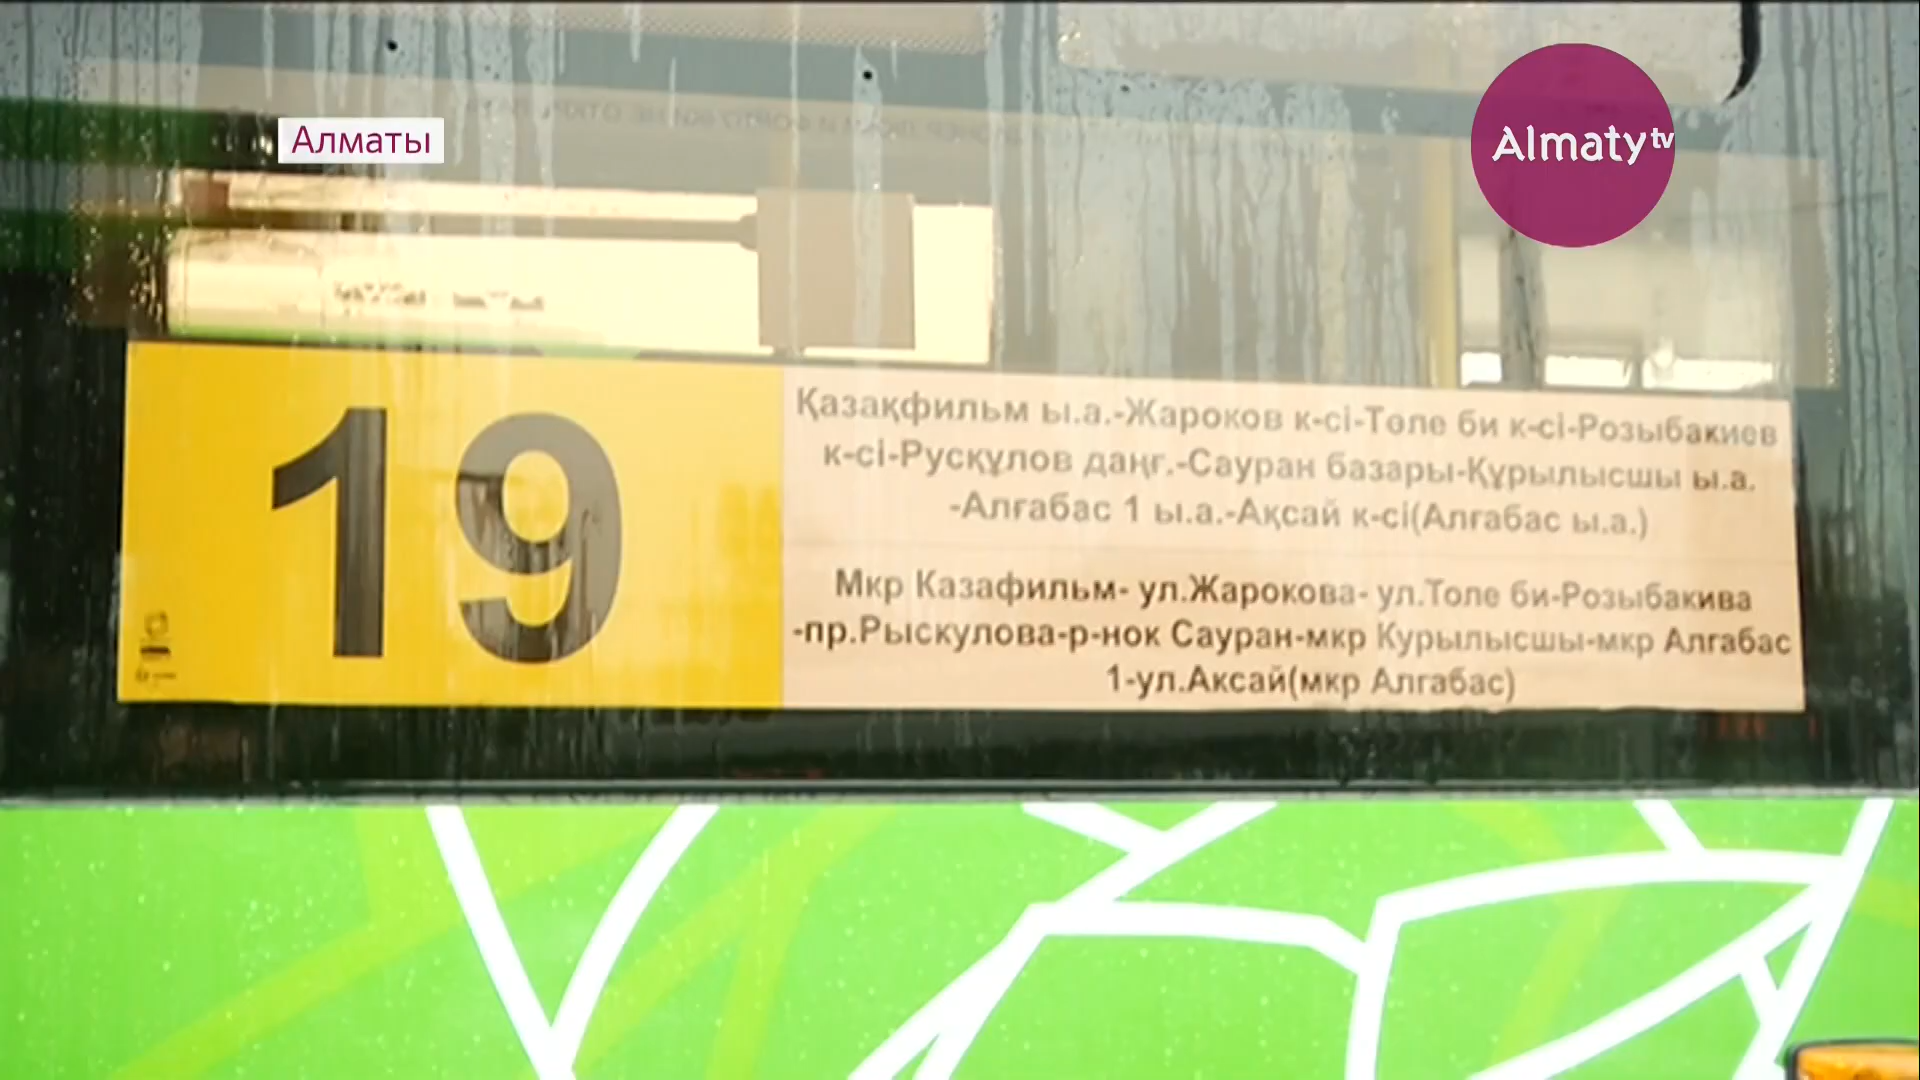 Алматы
Almaty tv
19
Қазақфильм ы.а.-Жароков к-сі-Төле би к-сі-Розыбакиев
к-сі-Русқұлов даңғ.-Сауран базары-Құрылысшы ы.а.
-Алғабас 1 ы.а.-Ақсай к-сі(Алғабас ы.а.)
Мкр Казафильм- ул.Жарокова- ул.Толе би-Розыбакива
-пр.Рыскулова-р-нок Сауран-мкр Курылысшы-мкр Алгабас
1-ул.Аксай(мкр Алгабас)